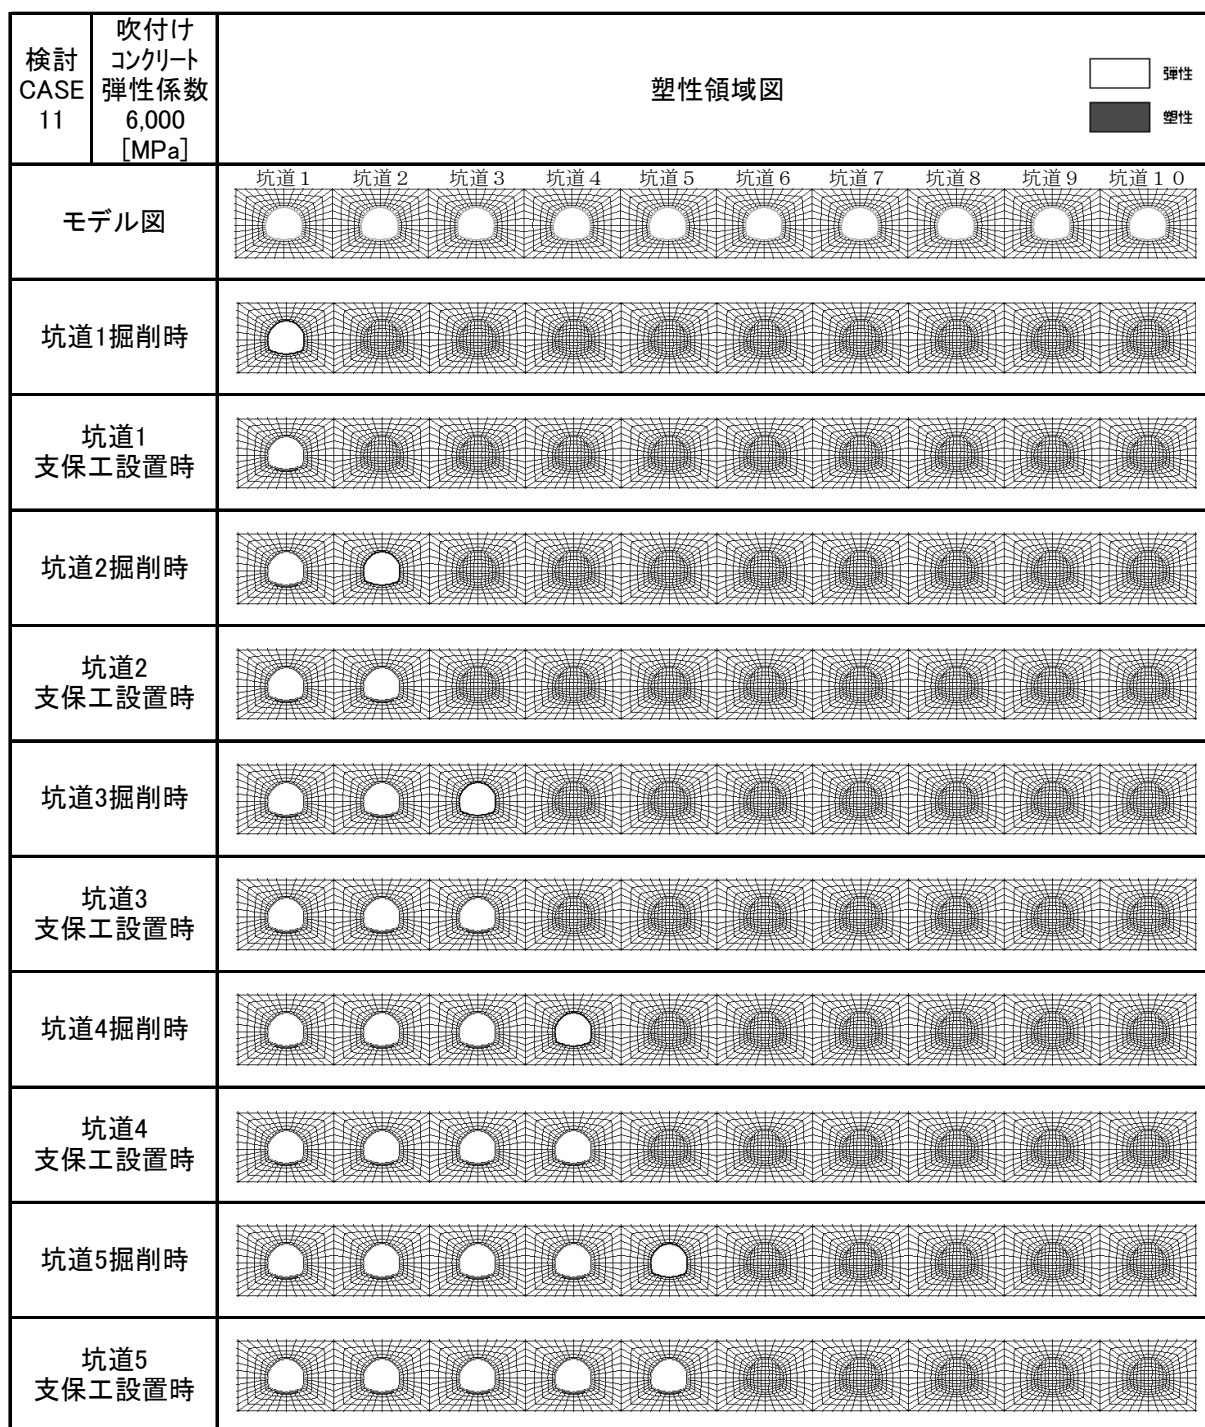 検討
CASE
11
吹付け
コンクリート
弾性係数
6,000
[MPa]
塑性領域図
弾性
塑性
モデル図
坑道1 坑道2 坑道3 坑道4 坑道5 坑道6 坑道7 坑道8 坑道9 坑道10
坑道1掘削時
坑道1
支保工設置時
坑道2掘削時
坑道2
支保工設置時
坑道3掘削時
坑道3
支保工設置時
坑道4掘削時
坑道4
支保工設置時
坑道5掘削時
坑道5
支保工設置時